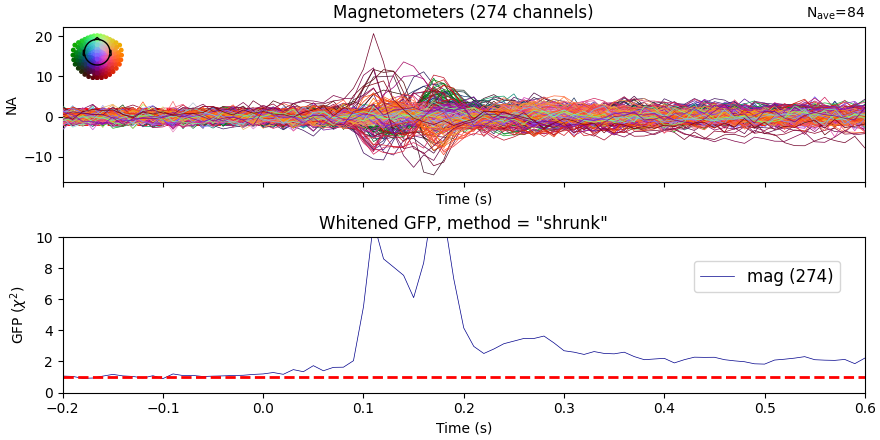 Magnetometers (274 channels)
Nave=84
20
10
0
−10
NA
Time (s)
Whitened GFP, method = "shrunk"
10
8
6
4
2
0
GFP (χ²)
mag (274)
−0.2 −0.1 0.0 0.1 0.2 0.3 0.4 0.5 0.6
Time (s)